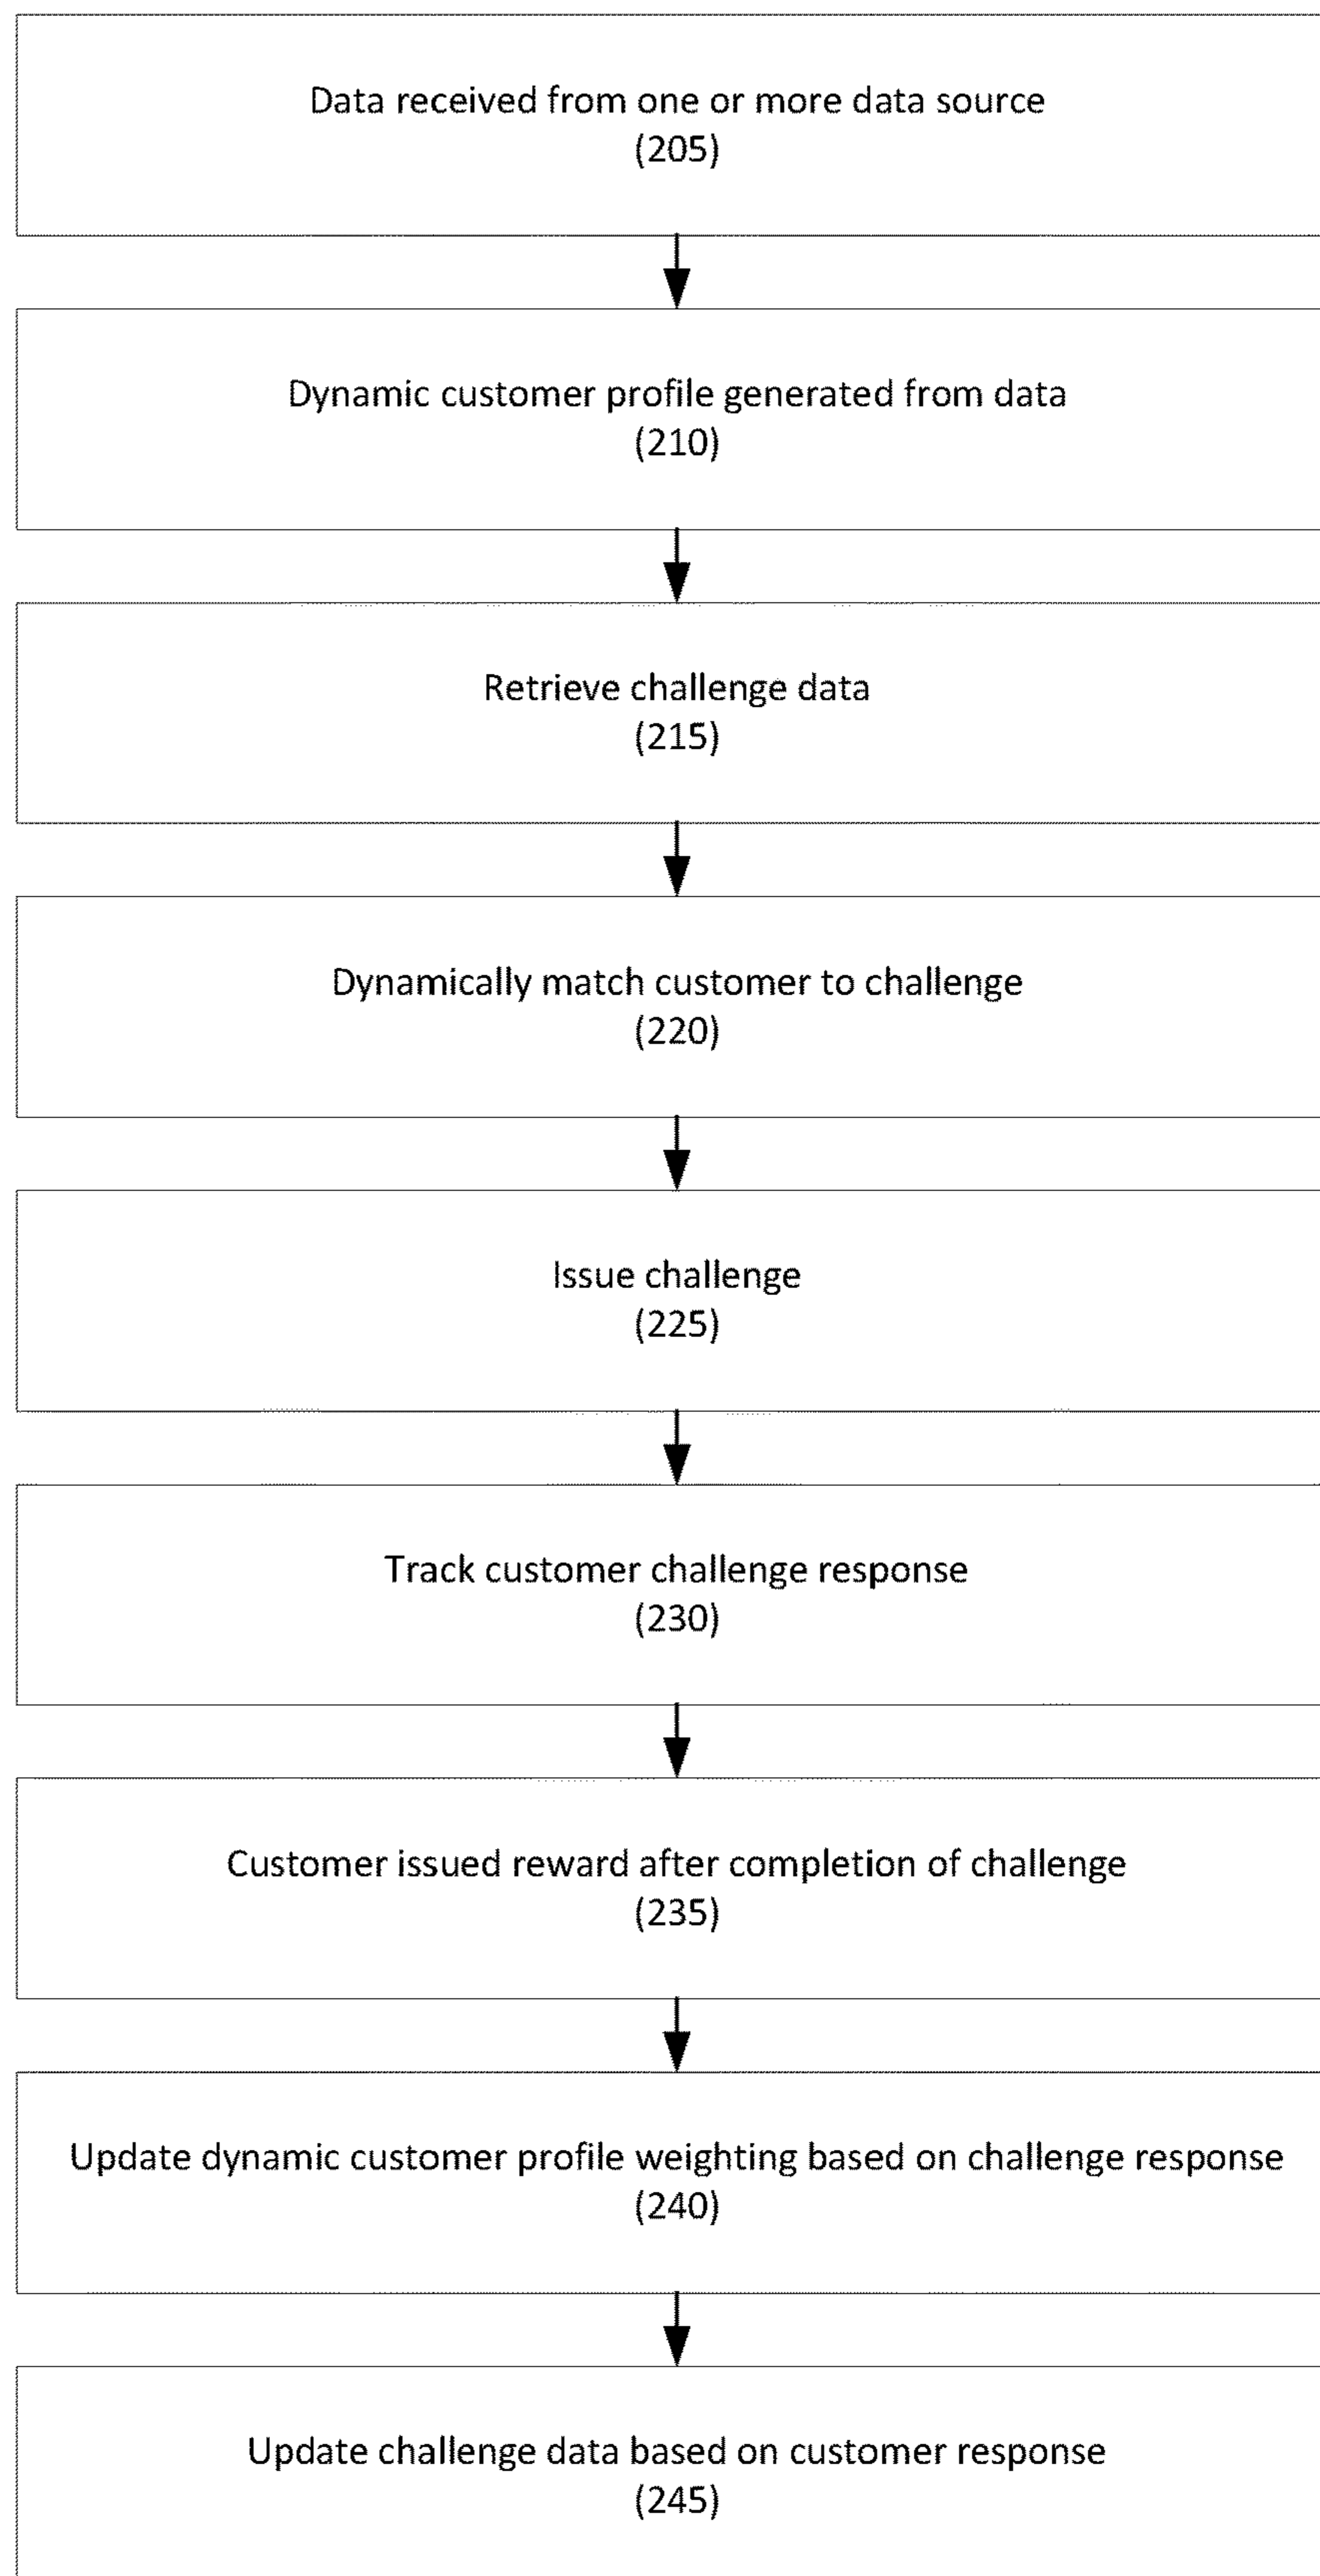 Data received from one or more data source
(205)
Dynamic customer profile generated from data
(210)
Retrieve challenge data
(215)
Dynamically match customer to challenge
(220)
Issue challenge
(225)
Track customer challenge response
(230)
Customer issued reward after completion of challenge
(235)
Update dynamic customer profile weighting based on challenge response
(240)
Update challenge data based on customer response
(245)